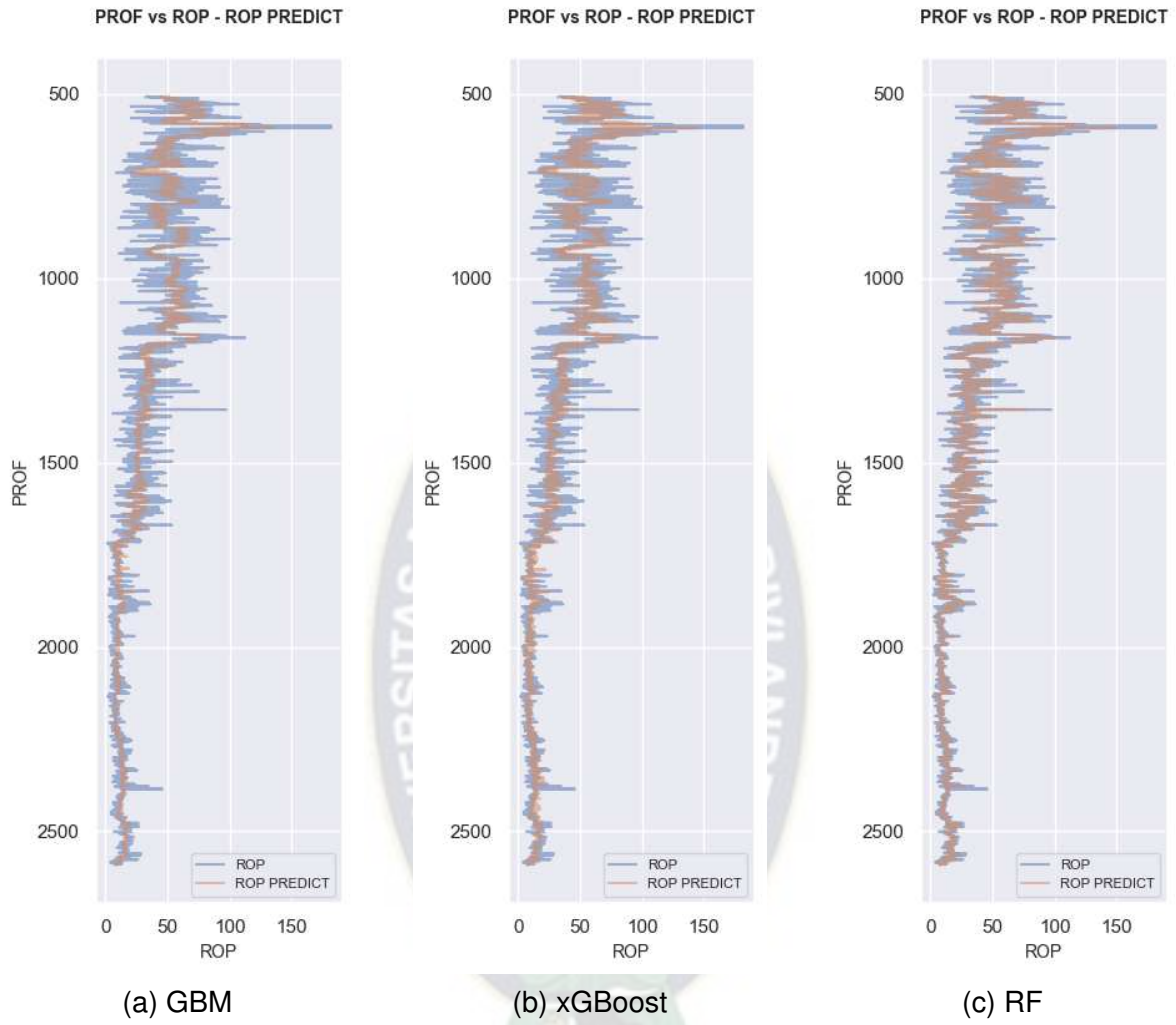 PROF vs ROP - ROP PREDICT
500
1000
1500
2000
2500
PROF
ROP
ROP PREDICT
0 50 100 150
ROP
(a) GBM
PROF vs ROP - ROP PREDICT
500
1000
1500
2000
2500
PROF
ROP
ROP PREDICT
0 50 100 150
ROP
(b) xGBoost
PROF vs ROP - ROP PREDICT
500
1000
1500
2000
2500
PROF
ROP
ROP PREDICT
0 50 100 150
ROP
(c) RF